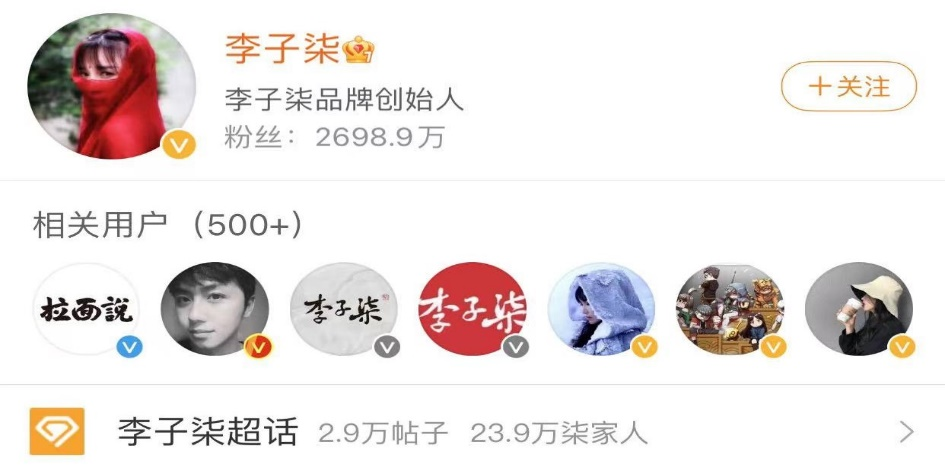 李子柒
李子柒品牌创始人
粉丝：2698.9万
+关注
相关用户（500+）
拉面説
李子柒
李子柒
李子柒超话 2.9万帖子 23.9万柒家人